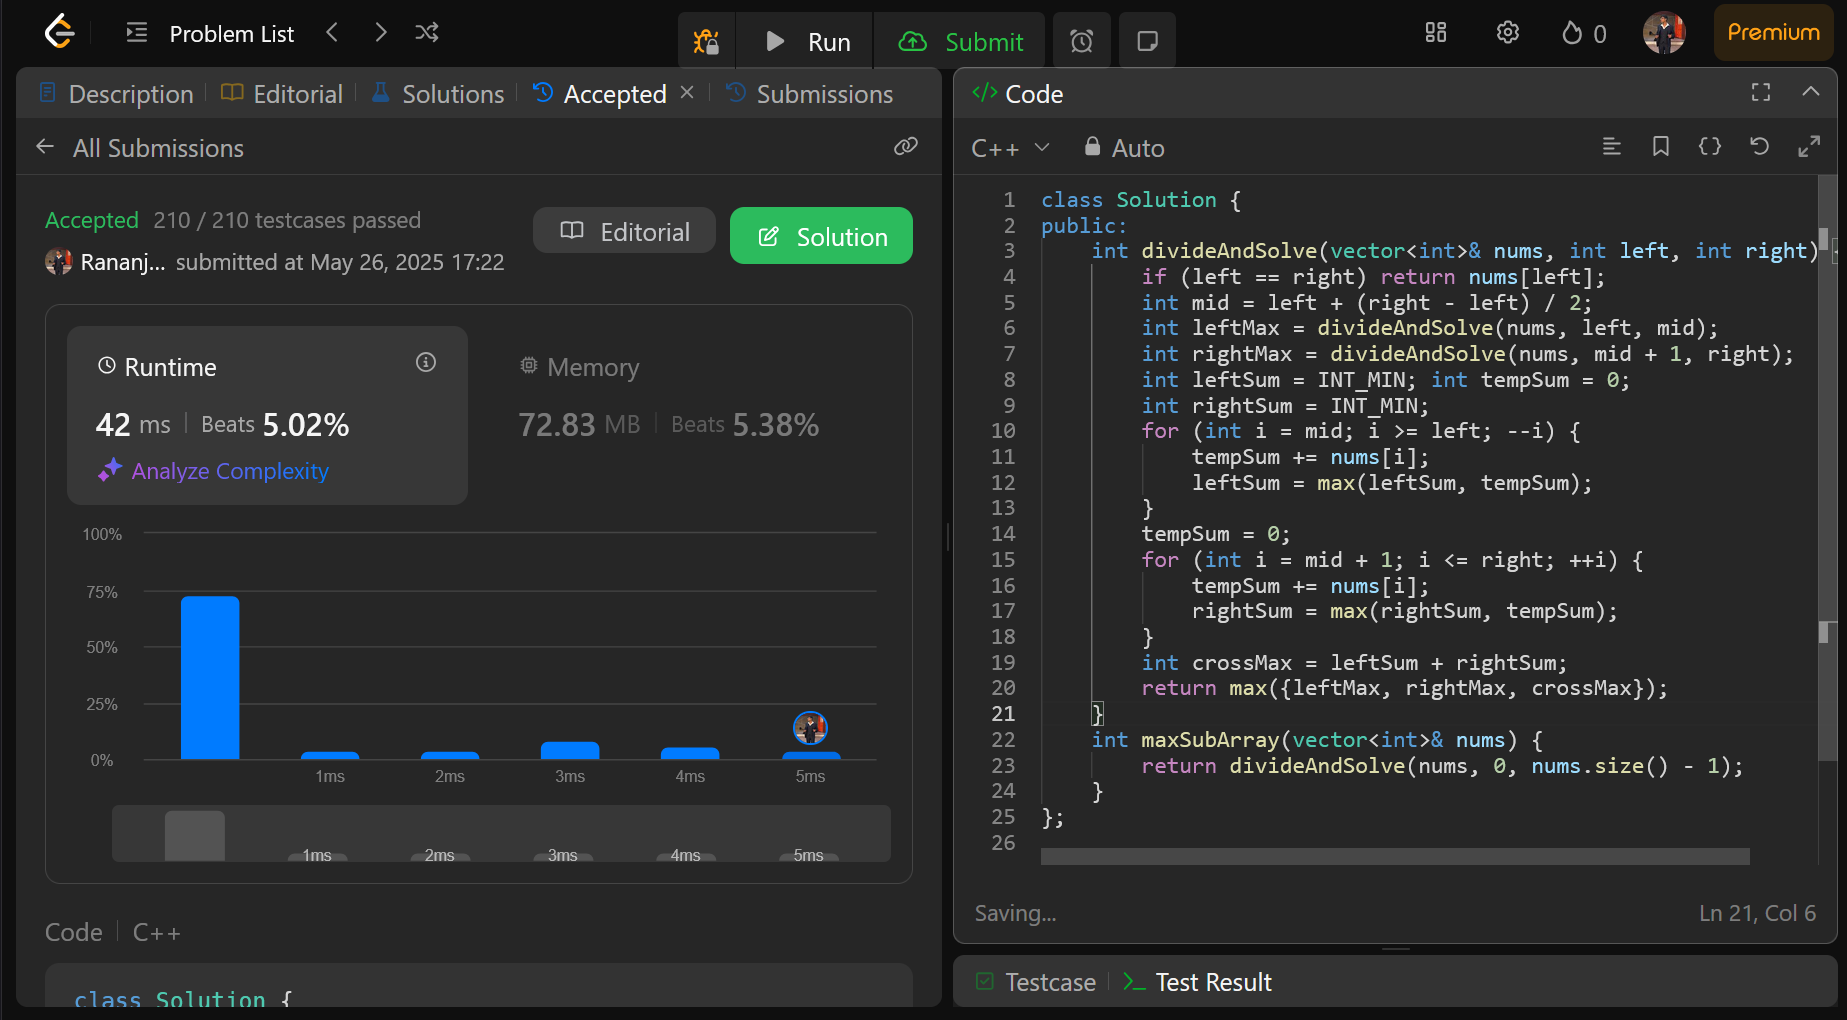 Problem List
Run
Submit
0
Premium
Description
Editorial
Solutions
Accepted
Submissions
All Submissions
Accepted 210 / 210 testcases passed
Rananj... submitted at May 26, 2025 17:22
Editorial
Solution
Runtime
42 ms Beats 5.02%
Analyze Complexity
Memory
72.83 MB Beats 5.38%
100%
75%
50%
25%
0%
1ms 2ms 3ms 4ms 5ms
1ms 2ms 3ms 4ms 5ms
Code C++
class Solution {
</> Code
C++ Auto
1 class Solution {
2 public:
3     int divideAndSolve(vector<int>& nums, int left, int right)
4         if (left == right) return nums[left];
5         int mid = left + (right - left) / 2;
6         int leftMax = divideAndSolve(nums, left, mid);
7         int rightMax = divideAndSolve(nums, mid + 1, right);
8         int leftSum = INT_MIN; int tempSum = 0;
9         int rightSum = INT_MIN;
10         for (int i = mid; i >= left; --i) {
11             tempSum += nums[i];
12             leftSum = max(leftSum, tempSum);
13         }
14         tempSum = 0;
15         for (int i = mid + 1; i <= right; ++i) {
16             tempSum += nums[i];
17             rightSum = max(rightSum, tempSum);
18         }
19         int crossMax = leftSum + rightSum;
20         return max({leftMax, rightMax, crossMax});
21     }
22     int maxSubArray(vector<int>& nums) {
23         return divideAndSolve(nums, 0, nums.size() - 1);
24     }
25 };
26
Saving...
Ln 21, Col 6
Testcase
Test Result